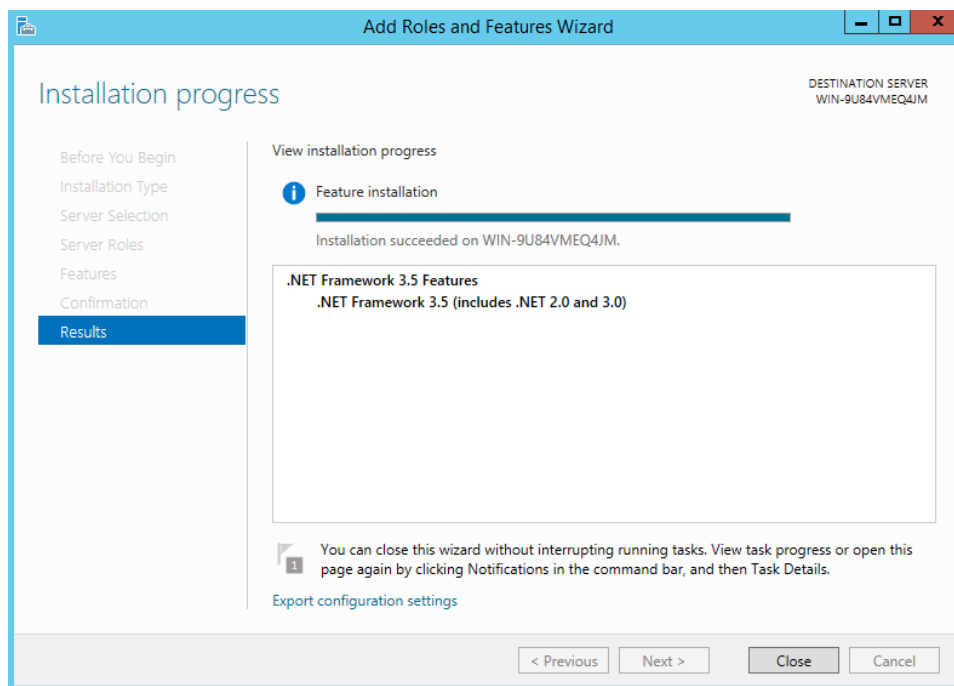 Add Roles and Features Wizard
Installation progress
DESTINATION SERVER
WIN-9U84VMEQ4JM
Before You Begin
Installation Type
Server Selection
Server Roles
Features
Confirmation
Results
View installation progress
Feature installation
Installation succeeded on WIN-9U84VMEQ4JM.
.NET Framework 3.5 Features
.NET Framework 3.5 (includes .NET 2.0 and 3.0)
1
You can close this wizard without interrupting running tasks. View task progress or open this
page again by clicking Notifications in the command bar, and then Task Details.
Export configuration settings
< Previous
Next >
Close
Cancel